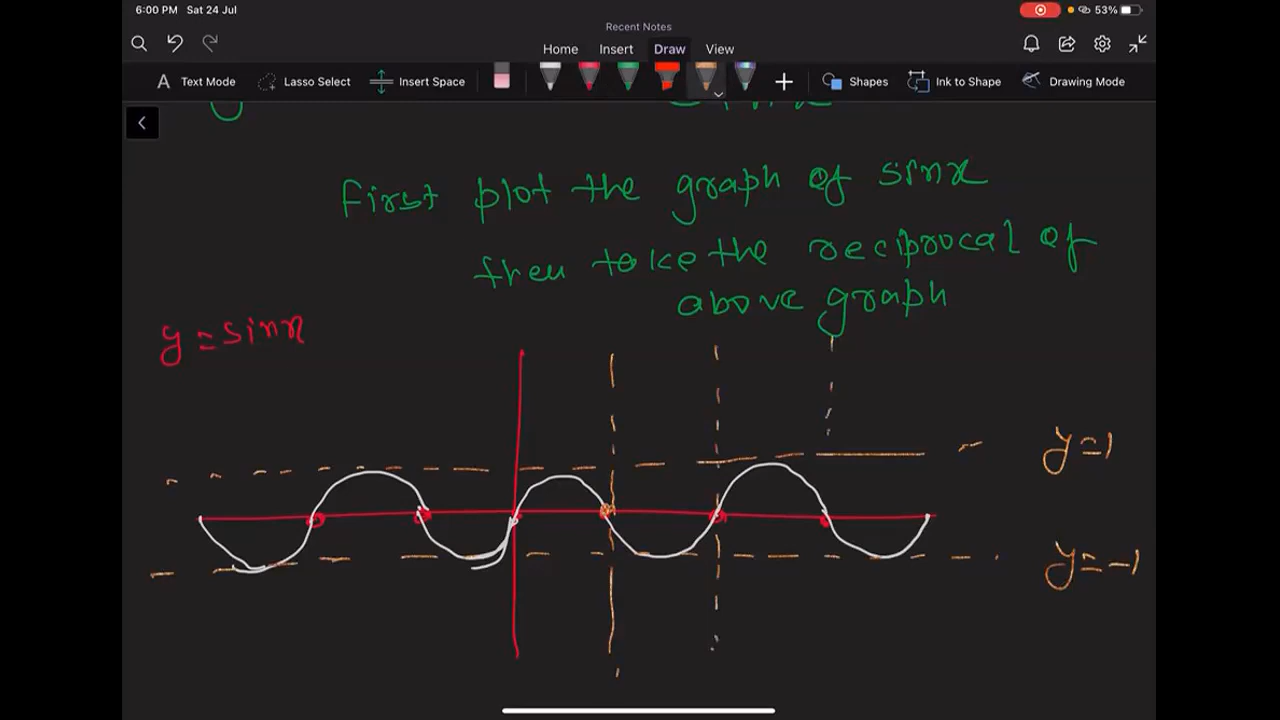 6:00 PM Sat 24 Jul
53%
Recent Notes
Home Insert Draw View
Text Mode Lasso Select Insert Space Shapes Ink to Shape Drawing Mode
first plot the graph of sinx
then take the reciprocal of
above graph
y = sinx
y = 1
y = -1